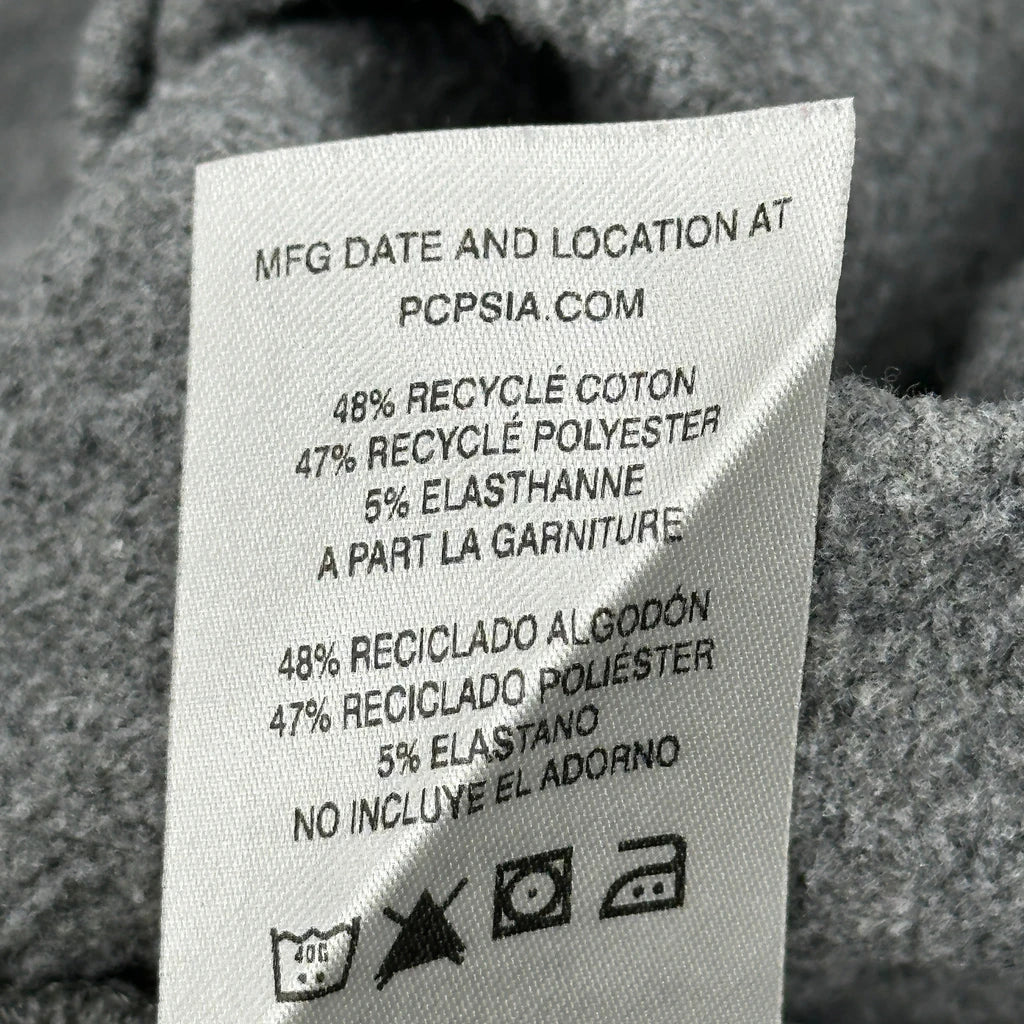 MFG DATE AND LOCATION AT
PCPSIA.COM
48% RECYCLÉ COTON
47% RECYCLÉ POLYESTER
5% ELASTHANNE
A PART LA GARNITURE
48% RECICLADO ALGODÓN
47% RECICLADO POLIÉSTER
5% ELASTANO
NO INCLUYE EL ADORNO